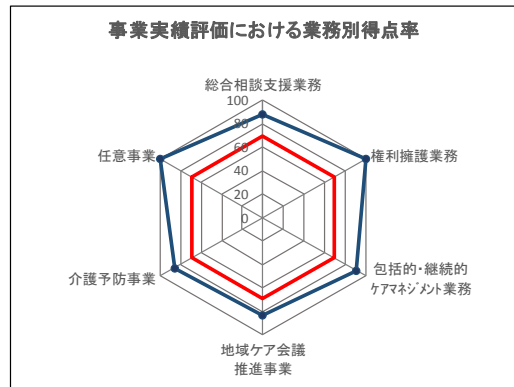 事業実績評価における業務別得点率
総合相談支援業務
100
80
60
40
20
0
権利擁護業務
包括的・継続的
ｹｱﾏﾈｼﾞﾒﾝﾄ業務
地域ケア会議
推進事業
介護予防事業
任意事業